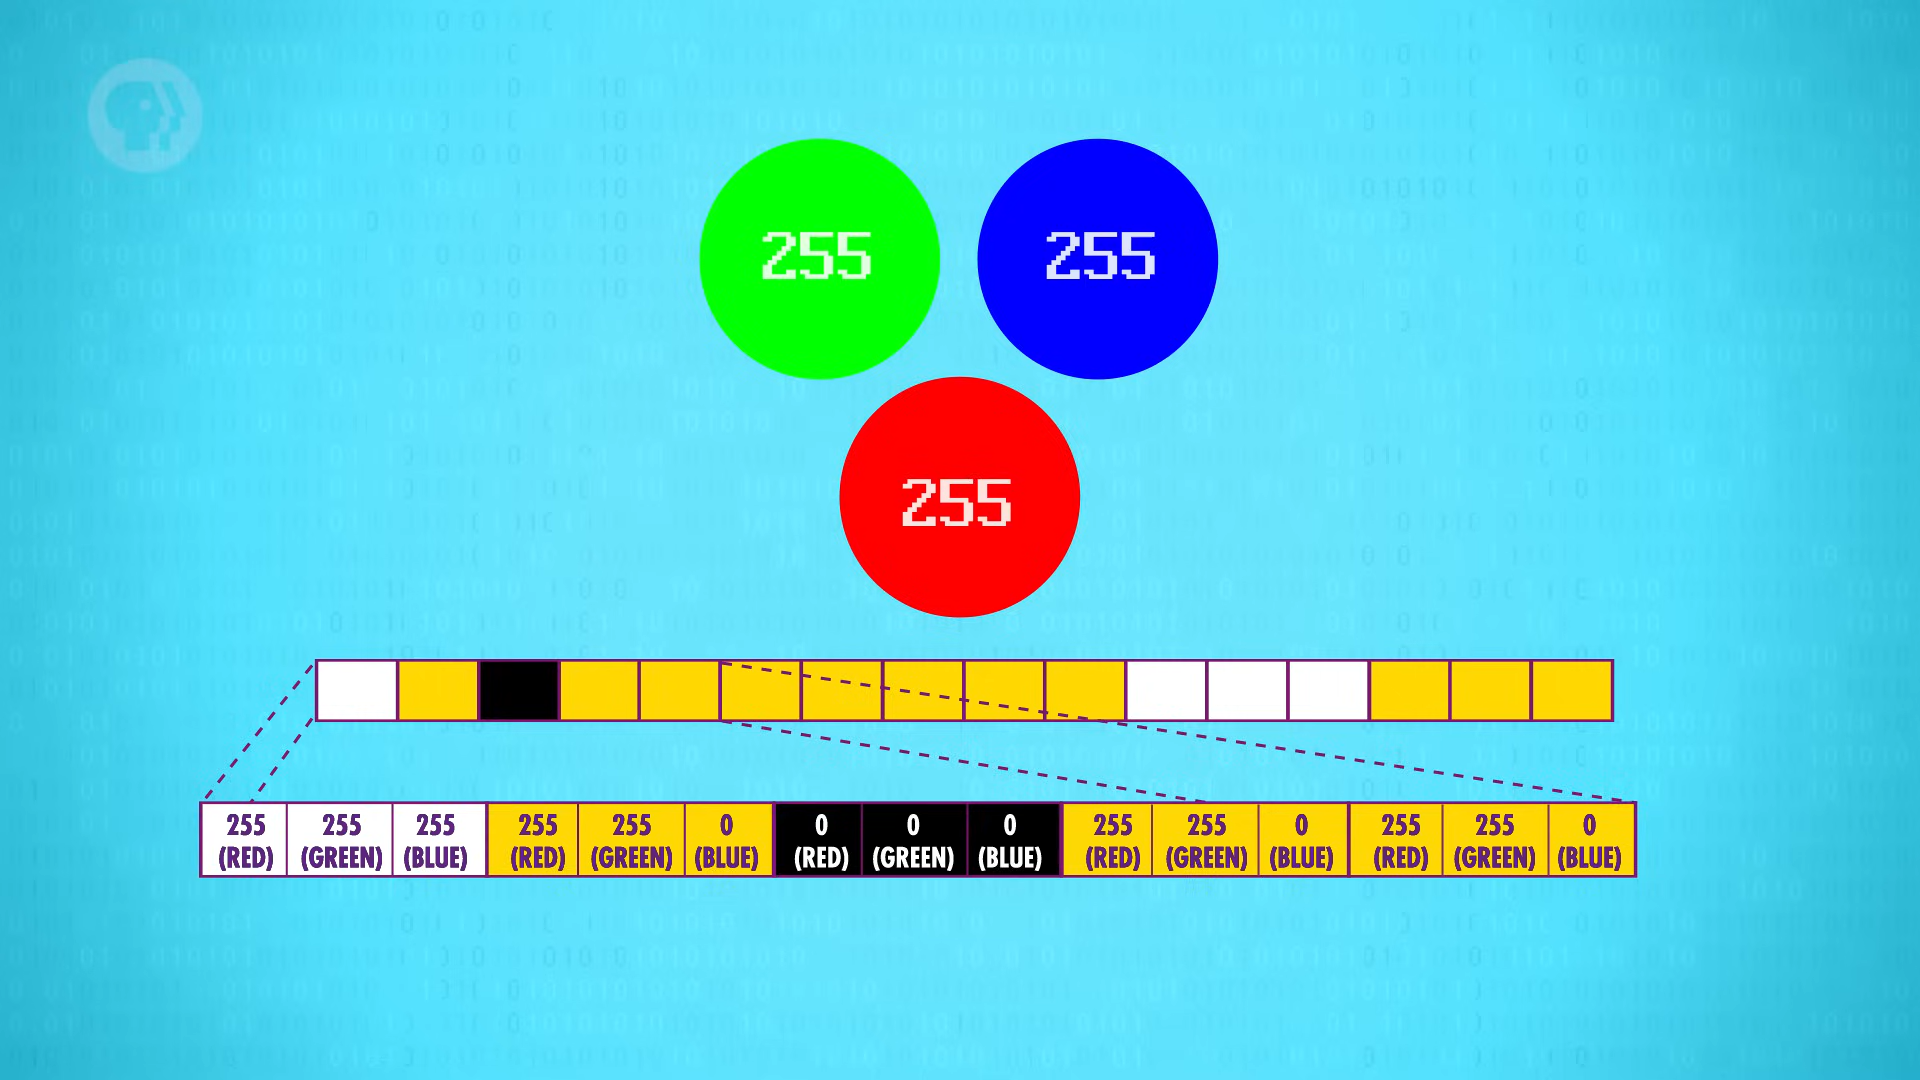 255 255
255
255 255 255 255 255 0 0 0 0 255 255 0 255 255 0
(RED) (GREEN) (BLUE) (RED) (GREEN) (BLUE) (RED) (GREEN) (BLUE) (RED) (GREEN) (BLUE) (RED) (GREEN) (BLUE)